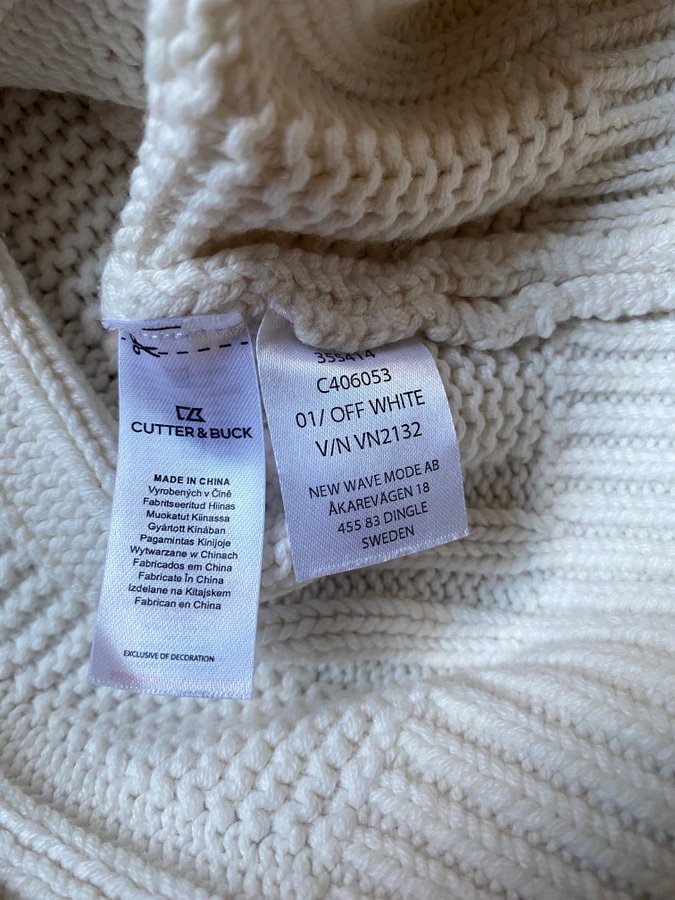 CUTTER & BUCK
MADE IN CHINA
Vyrobených v Číně
Fabritseeritud Hiinas
Muokatut Kiinassa
Gyártott Kínában
Pagamintas Kinijoje
Wytwarzane w Chinach
Fabricados em China
Fabricate În China
Izdelane na Kitajskem
Fabrican en China
EXCLUSIVE OF DECORATION
355414
C406053
01/ OFF WHITE
V/N VN2132
NEW WAVE MODE AB
ÅKAREVÄGEN 18
455 83 DINGLE
SWEDEN